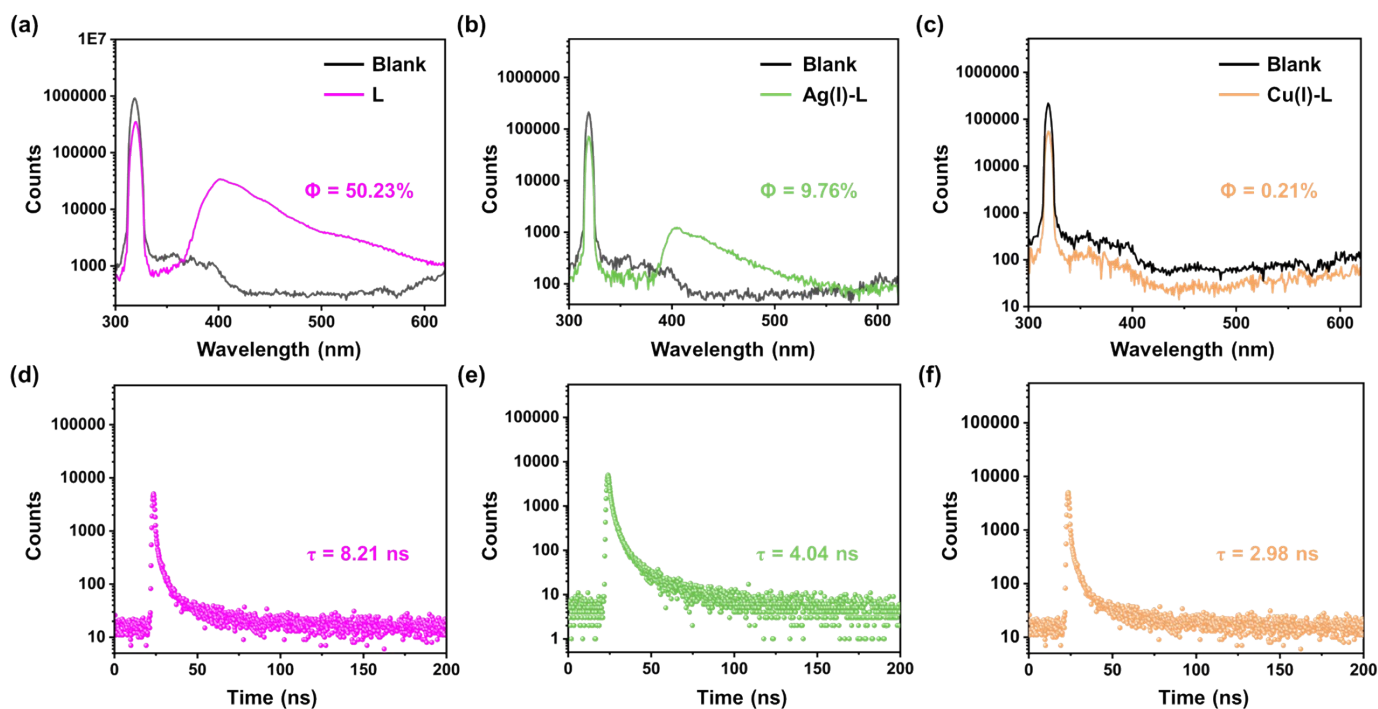 (a)
1E7
1000000
100000
10000
1000
Counts
Blank
L
Φ = 50.23%
300 400 500 600
Wavelength (nm)
(b)
1000000
100000
10000
1000
100
Counts
Blank
Ag(I)-L
Φ = 9.76%
300 400 500 600
Wavelength (nm)
(c)
1000000
100000
10000
1000
100
10
Counts
Blank
Cu(I)-L
Φ = 0.21%
300 400 500 600
Wavelength (nm)
(d)
100000
10000
1000
100
10
Counts
τ = 8.21 ns
0 50 100 150 200
Time (ns)
(e)
100000
10000
1000
100
10
1
Counts
τ = 4.04 ns
0 50 100 150 200
Time (ns)
(f)
100000
10000
1000
100
10
Counts
τ = 2.98 ns
0 50 100 150 200
Time (ns)